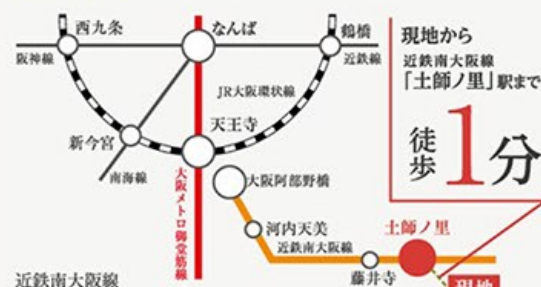 西九条
なんば
鶴橋
阪神線
近鉄線
JR大阪環状線
新今宮
天王寺
南海線
大阪メトロ御堂筋線
大阪阿部野橋
河内天美
近鉄南大阪線
藤井寺
土師ノ里
現地
現地から
近鉄南大阪線
「土師ノ里」駅まで
徒歩1分
近鉄南大阪線